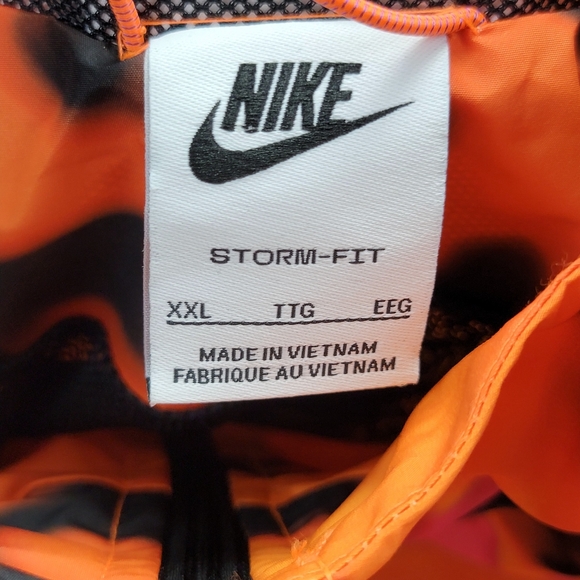 NIKE
STORM-FIT
XXL TTG EEG
MADE IN VIETNAM
FABRIQUE AU VIETNAM